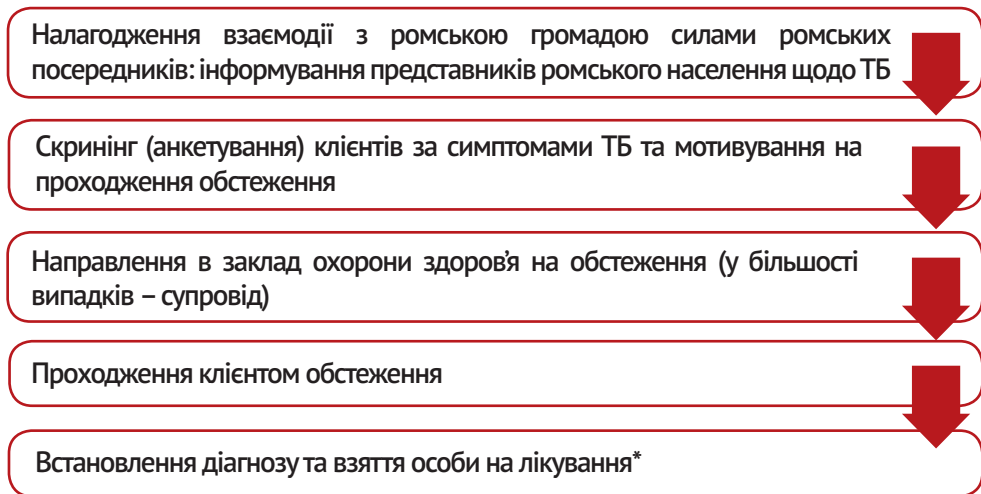 Налагодження взаємодії з ромською громадою силами ромських
посередників: інформування представників ромського населення щодо ТБ
Скринінг (анкетування) клієнтів за симптомами ТБ та мотивування на
проходження обстеження
Направлення в заклад охорони здоров'я на обстеження (у більшості
випадків – супровід)
Проходження клієнтом обстеження
Встановлення діагнозу та взяття особи на лікування*